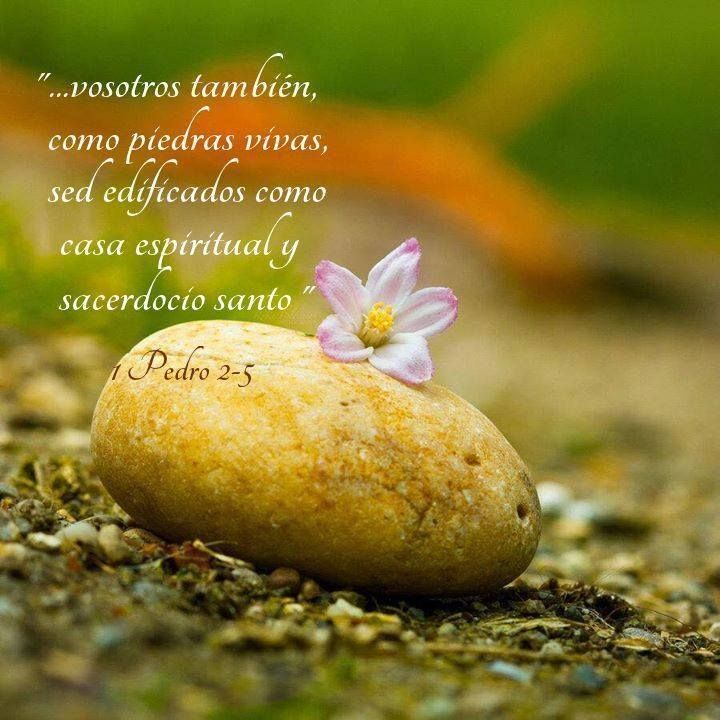 "...vosotros también,
como piedras vivas,
sed edificados como
casa espiritual y
sacerdocio santo "
1 Pedro 2-5